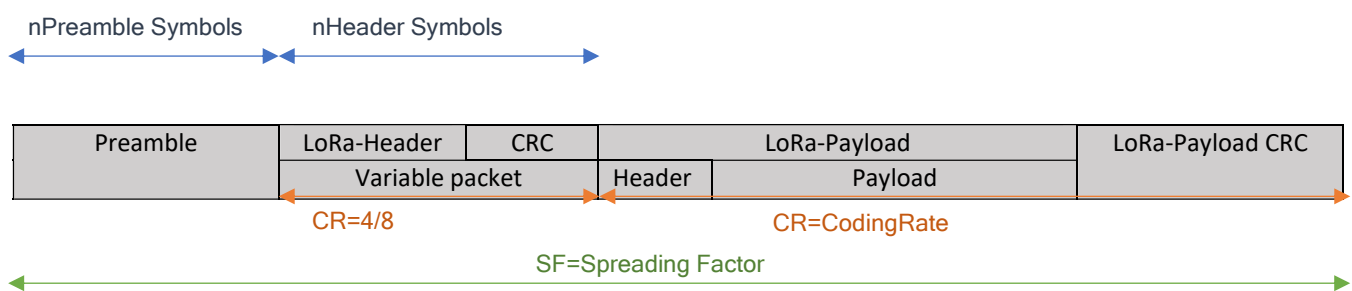 nPreamble Symbols nHeader Symbols
Preamble LoRa-Header CRC LoRa-Payload LoRa-Payload CRC
Variable packet Header Payload
CR=4/8 CR=CodingRate
SF=Spreading Factor